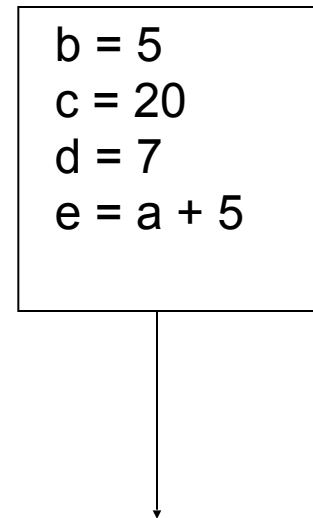 b = 5
c = 20
d = 7
e = a + 5